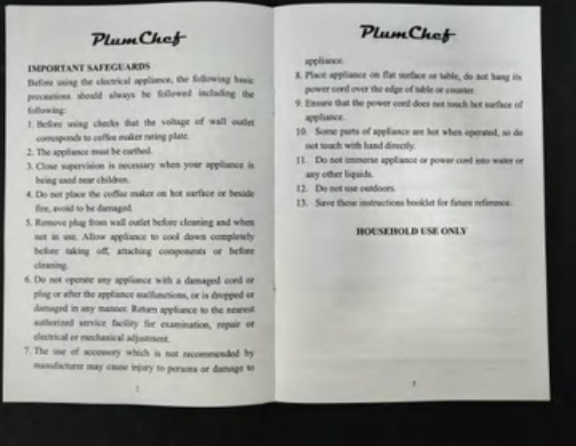 PlumChef
IMPORTANT SAFEGUARDS
Before using the electrical appliance, the following basic
precautions should always be followed including the
following:
1. Before using checks that the voltage of wall outlet
corresponds to coffee maker rating plate.
2. The appliance must be earthed.
3. Close supervision is necessary when your appliance is
being used near children.
4. Do not place the coffee maker on hot surface or beside
fire, avoid to be damaged.
5. Remove plug from wall outlet before cleaning and when
not in use. Allow appliance to cool down completely
before taking off, attaching components or before
cleaning.
6. Do not operate any appliance with a damaged cord or
plug or after the appliance malfunctions, or is dropped or
damaged in any manner. Return appliance to the nearest
authorized service facility for examination, repair or
electrical or mechanical adjustment.
7. The use of accessory which is not recommended by
manufacturer may cause injury to persons or damage to
2
PlumChef
appliance.
8. Place appliance on flat surface or table, do not hang its
power cord over the edge of table or counter.
9. Ensure that the power cord does not touch hot surface of
appliance.
10. Some parts of appliance are hot when operated, so do
not touch with hand directly.
11. Do not immerse appliance or power cord into water or
any other liquids.
12. Do not use outdoors.
13. Save these instructions booklet for future reference.
HOUSEHOLD USE ONLY
3